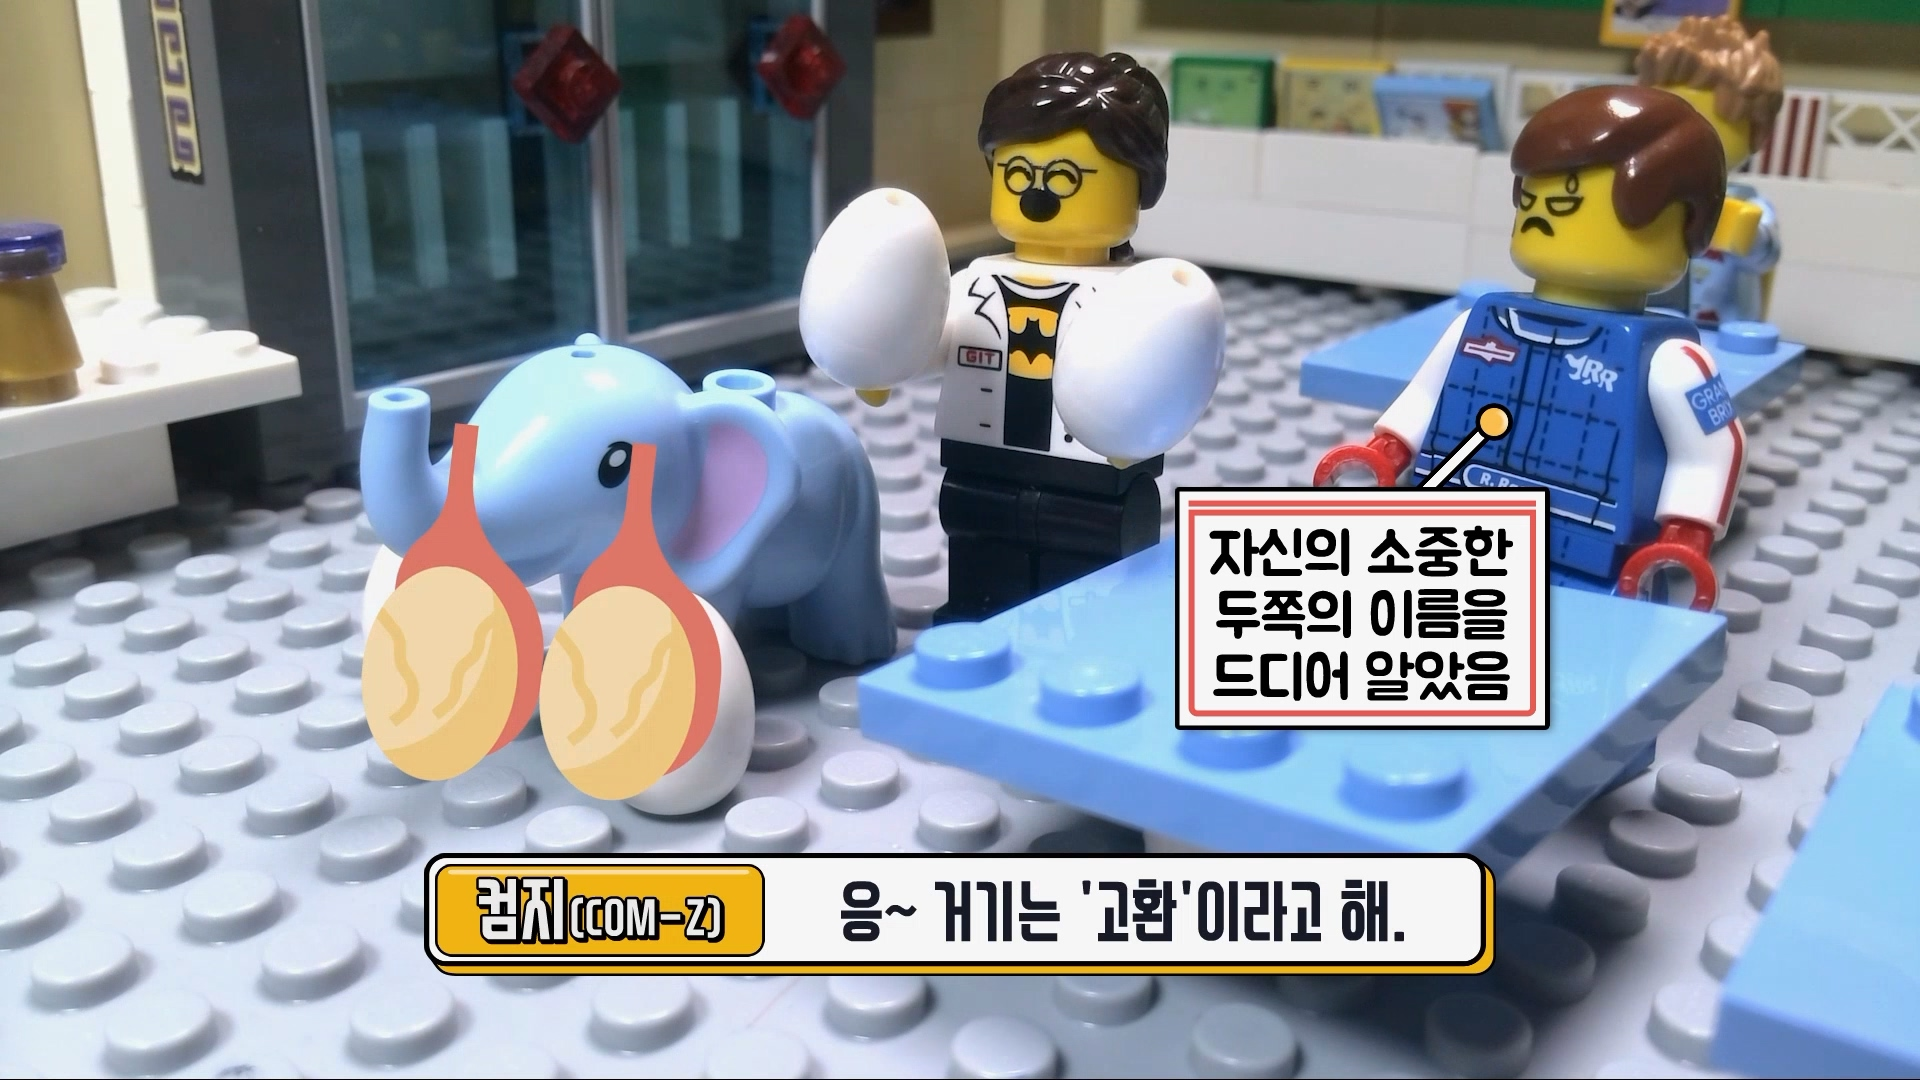 GIT
YRR
자신의 소중한
두쪽의 이름을
드디어 알았음
컴지(COM-Z)
응~ 거기는 '고환'이라고 해.